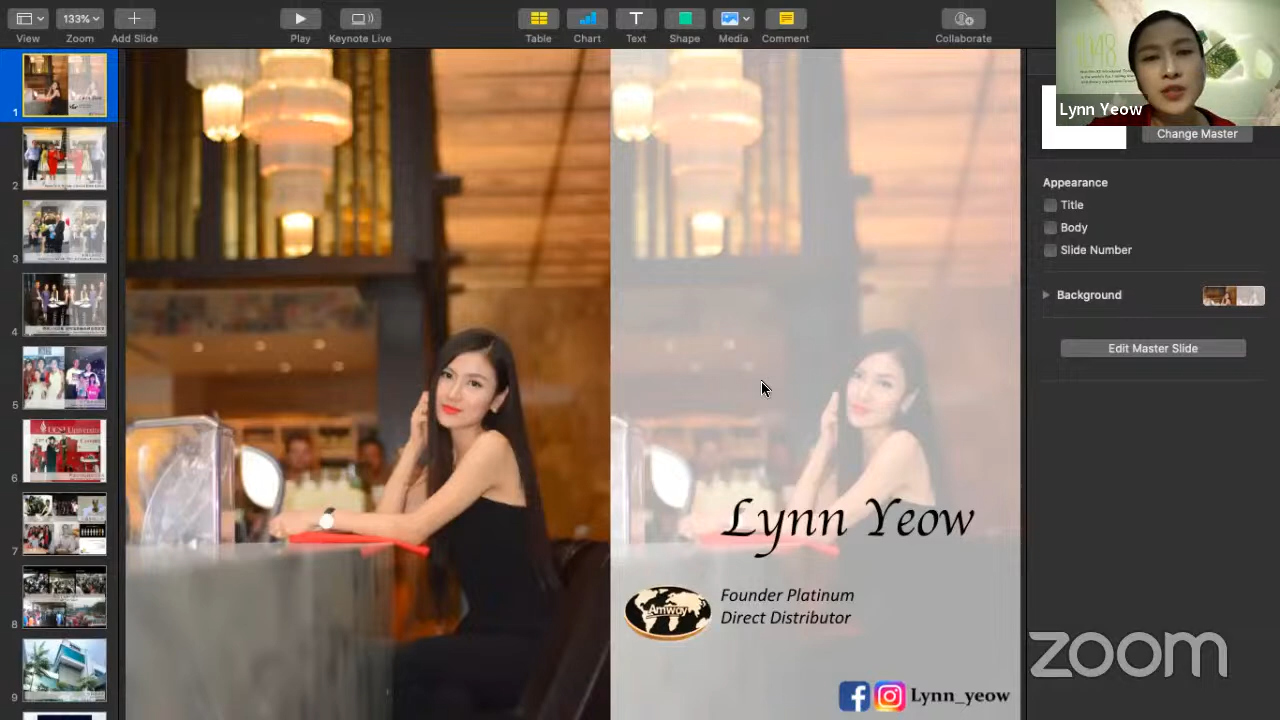 View
133%
Zoom
Add Slide
Play
Keynote Live
Table
Chart
Text
Shape
Media
Comment
Collaborate
Lynn Yeow
Change Master
Appearance
Title
Body
Slide Number
Background
Edit Master Slide
1
2
3
4
5
6
7
8
9
Lynn Yeow
Amway
Founder Platinum
Direct Distributor
Lynn_yeow
zoom